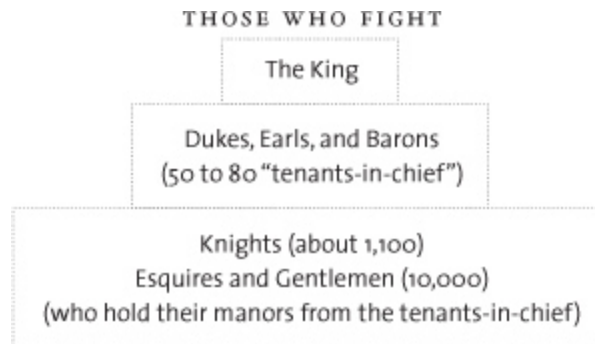 THOSE WHO FIGHT
The King
Dukes, Earls, and Barons
(50 to 80 “tenants-in-chief”)
Knights (about 1,100)
Esquires and Gentlemen (10,000)
(who hold their manors from the tenants-in-chief)